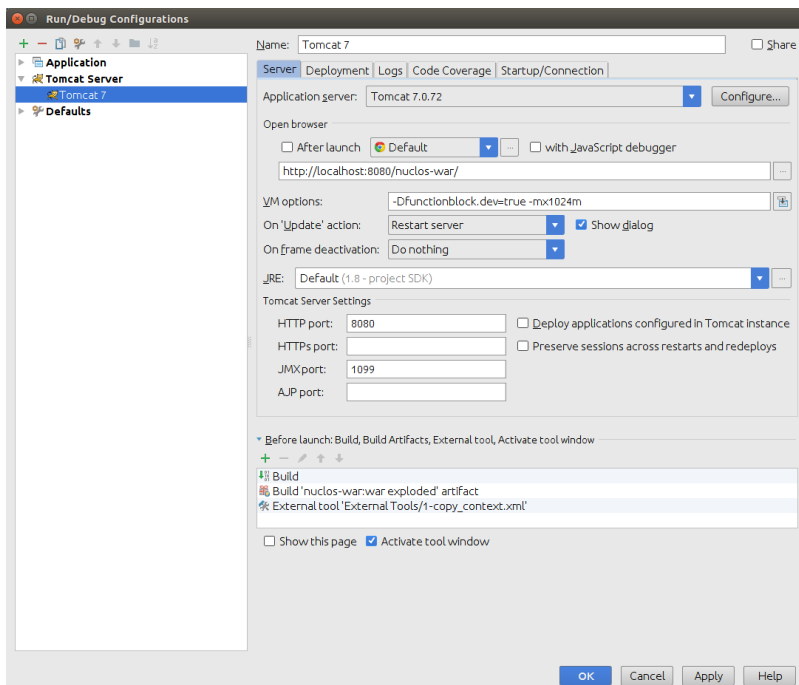 Run/Debug Configurations
Name: Tomcat 7 Share
Application
Tomcat Server
Tomcat 7
Defaults
Server Deployment Logs Code Coverage Startup/Connection
Application server: Tomcat 7.0.72 Configure...
Open browser
After launch Default ... with JavaScript debugger
http://localhost:8080/nuclos-war/ ...
VM options: -Dfunctionblock.dev=true -mx1024m
On 'Update' action: Restart server Show dialog
On frame deactivation: Do nothing
JRE: Default (1.8 - project SDK) ...
Tomcat Server Settings
HTTP port: 8080 Deploy applications configured in Tomcat instance
HTTPs port: Preserve sessions across restarts and redeploys
JMX port: 1099
AJP port:
Before launch: Build, Build Artifacts, External tool, Activate tool window
Build
Build 'nuclos-war:war exploded' artifact
External tool 'External Tools/1-copy_context.xml'
Show this page Activate tool window
OK Cancel Apply Help